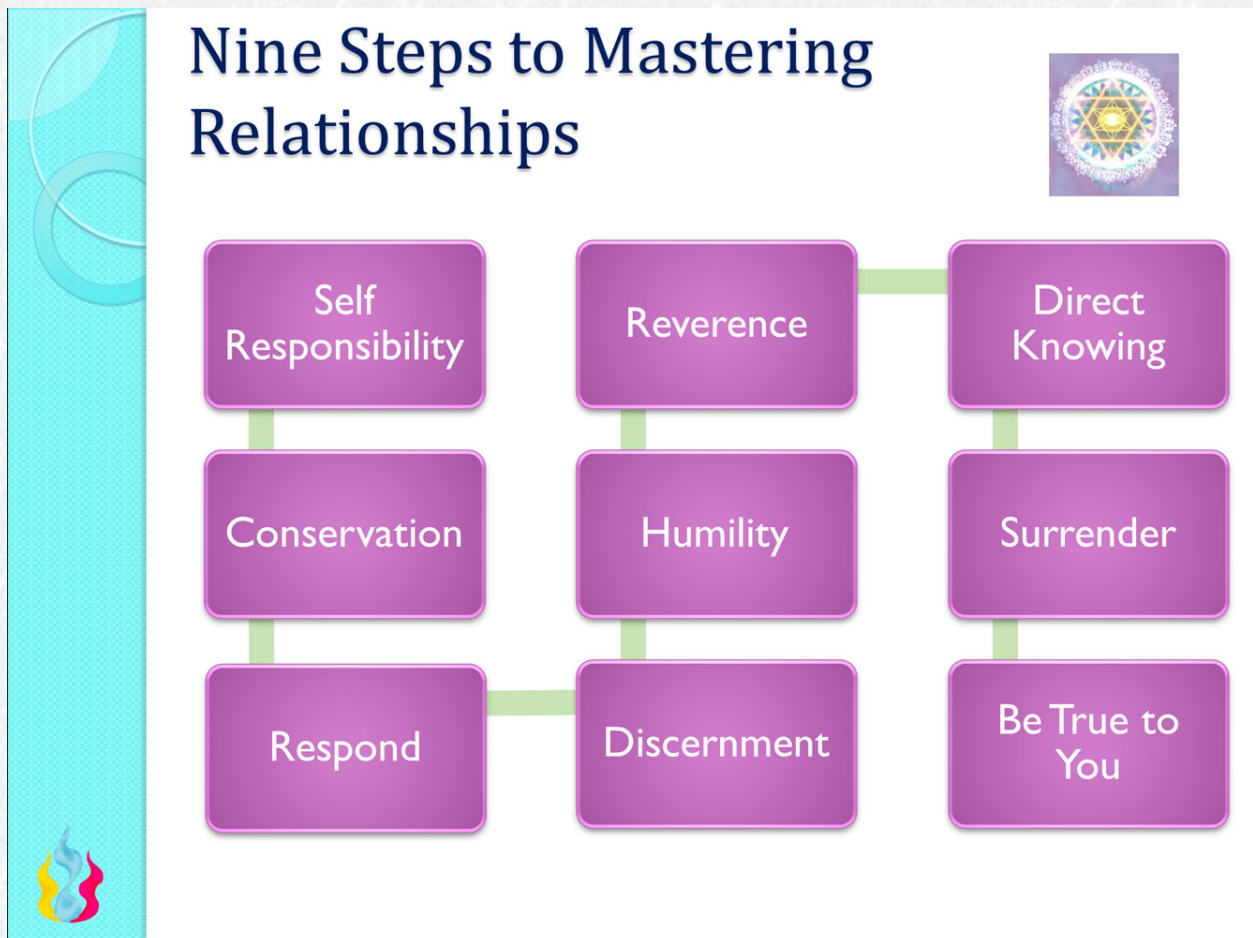 Nine Steps to Mastering
Relationships
Self
Responsibility
Conservation
Respond
Discernment
Humility
Reverence
Direct
Knowing
Surrender
Be True to
You